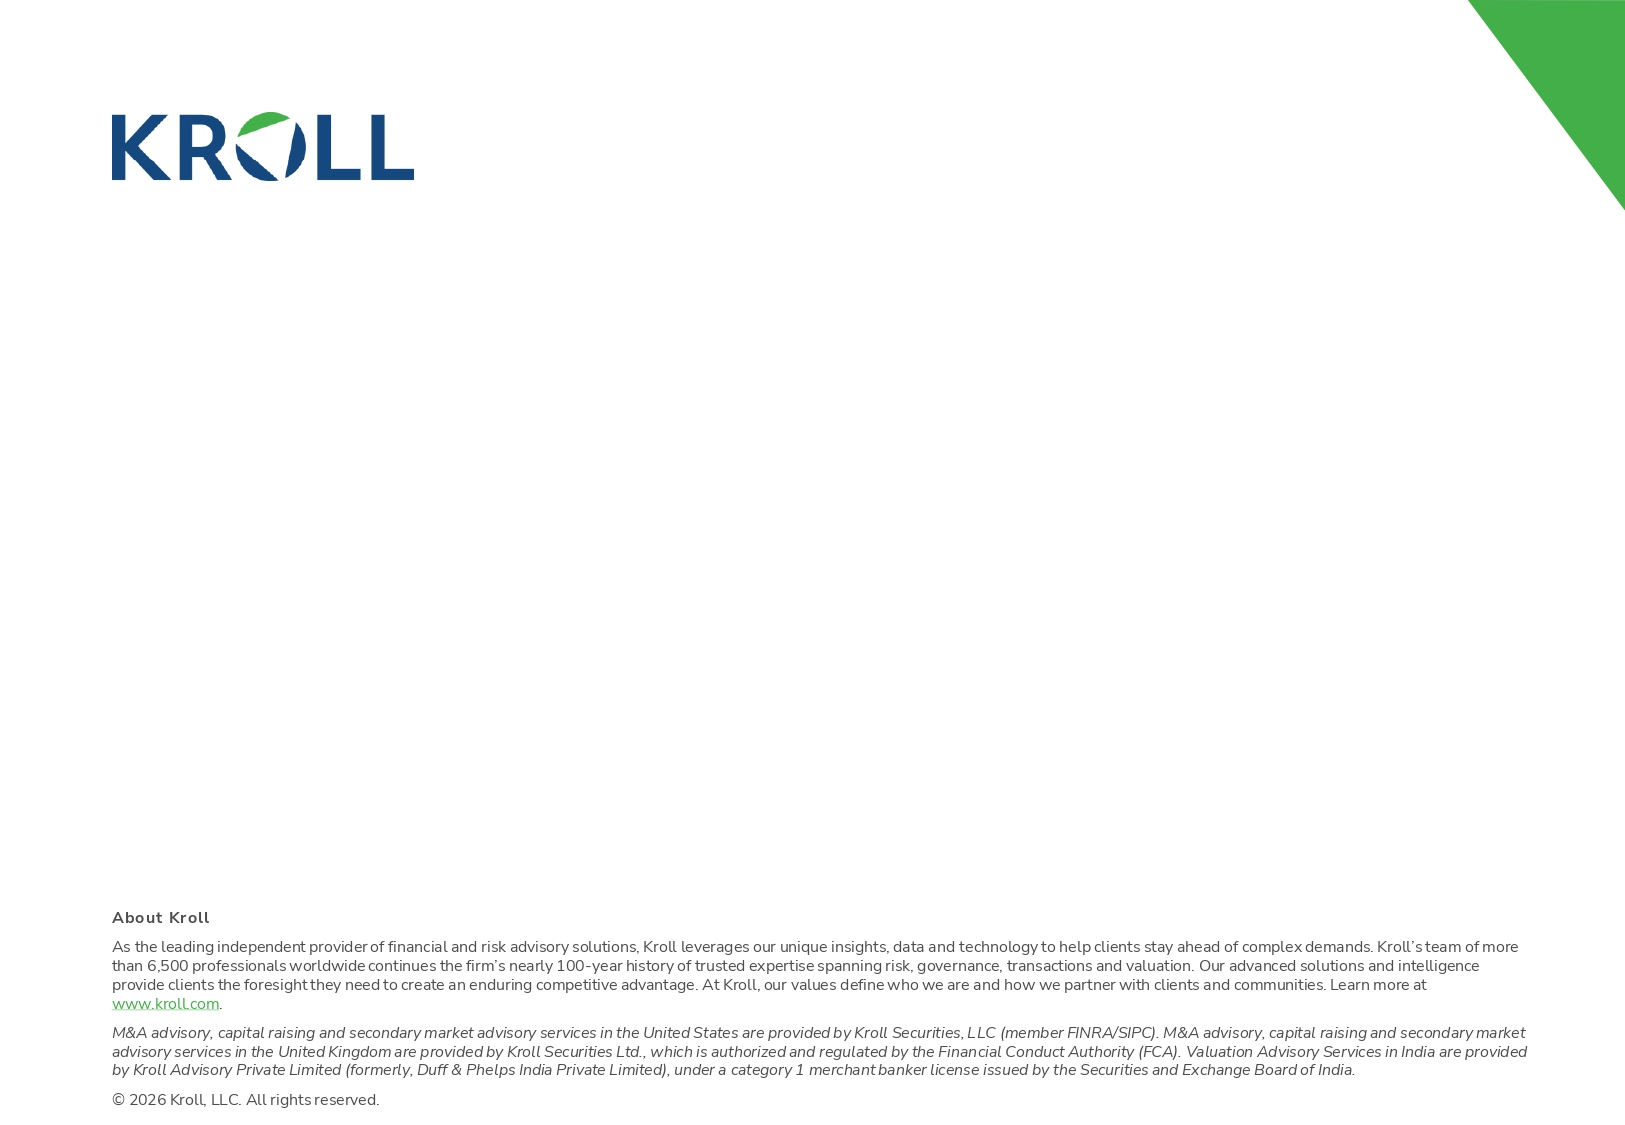 KROLL
About Kroll
As the leading independent provider of financial and risk advisory solutions, Kroll leverages our unique insights, data and technology to help clients stay ahead of complex demands. Kroll’s team of more
than 6,500 professionals worldwide continues the firm’s nearly 100-year history of trusted expertise spanning risk, governance, transactions and valuation. Our advanced solutions and intelligence
provide clients the foresight they need to create an enduring competitive advantage. At Kroll, our values define who we are and how we partner with clients and communities. Learn more at
www.kroll.com.
M&A advisory, capital raising and secondary market advisory services in the United States are provided by Kroll Securities, LLC (member FINRA/SIPC). M&A advisory, capital raising and secondary market
advisory services in the United Kingdom are provided by Kroll Securities Ltd., which is authorized and regulated by the Financial Conduct Authority (FCA). Valuation Advisory Services in India are provided
by Kroll Advisory Private Limited (formerly, Duff & Phelps India Private Limited), under a category 1 merchant banker license issued by the Securities and Exchange Board of India.
© 2026 Kroll, LLC. All rights reserved.